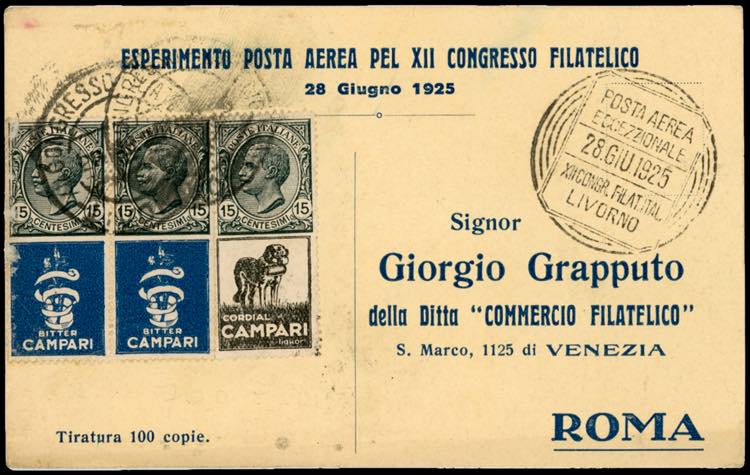 ESPERIMENTO POSTA AEREA PEL XII CONGRESSO FILATELICO
28 Giugno 1925
POSTE ITALIANE
15 CENTESIMI 15
POSTE ITALIANE
15 CENTESIMI 15
POSTE ITALIANE
15 CENTESIMI 15
BITTER
CAMPARI
BITTER
CAMPARI
CORDIAL
CAMPARI
liquor
POSTA AEREA
ECCEZIONALE
28.GIU 1925
XII CONGR. FILAT. ITAL.
LIVORNO
Signor
Giorgio Grapputo
della Ditta "COMMERCIO FILATELICO"
S. Marco, 1125 di VENEZIA
ROMA
Tiratura 100 copie.